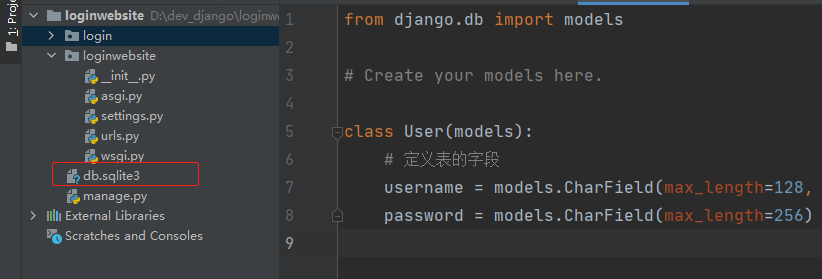 1: Proje
loginwebsite D:\dev_django\loginwe
login
loginwebsite
__init__.py
asgi.py
settings.py
urls.py
wsgi.py
db.sqlite3
manage.py
External Libraries
Scratches and Consoles
1 from django.db import models
2
3 # Create your models here.
4
5 class User(models):
6 # 定义表的字段
7 username = models.CharField(max_length=128,
8 password = models.CharField(max_length=256)
9